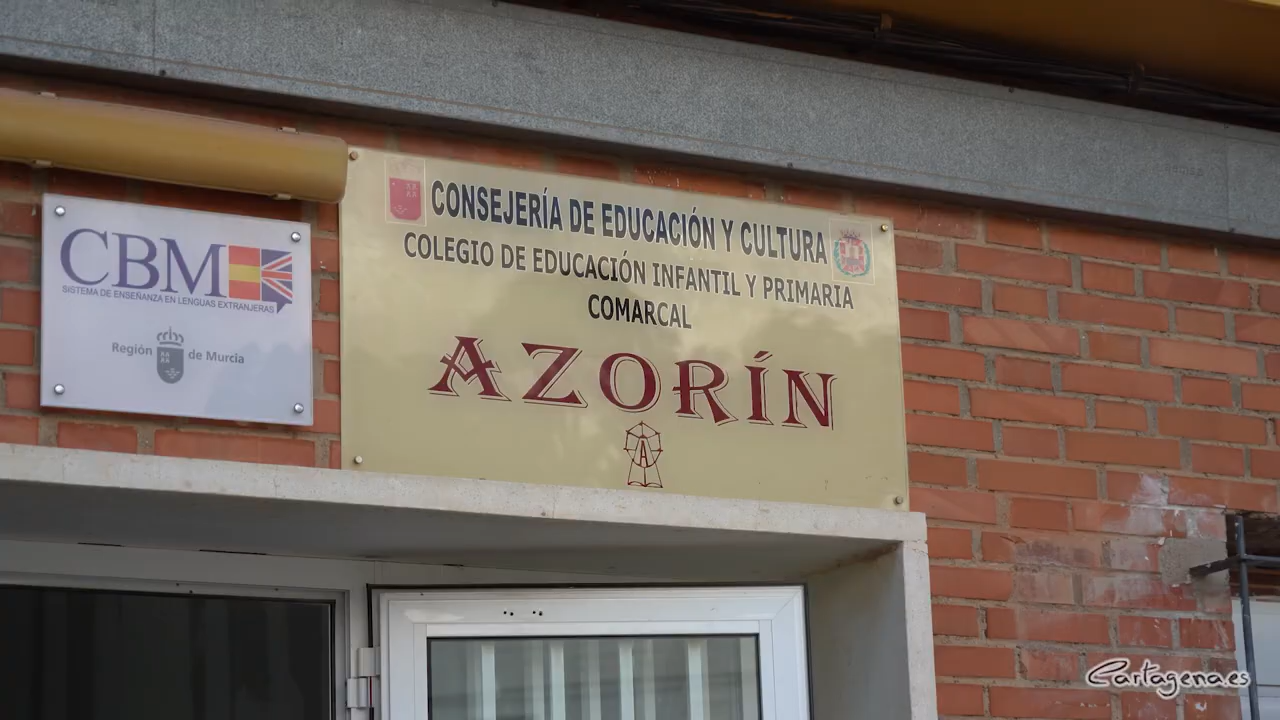 CBM
SISTEMA DE ENSEÑANZA EN LENGUAS EXTRANJERAS
Región de Murcia
CONSEJERÍA DE EDUCACIÓN Y CULTURA
COLEGIO DE EDUCACIÓN INFANTIL Y PRIMARIA
COMARCAL
AZORÍN
A
Cartagena.es